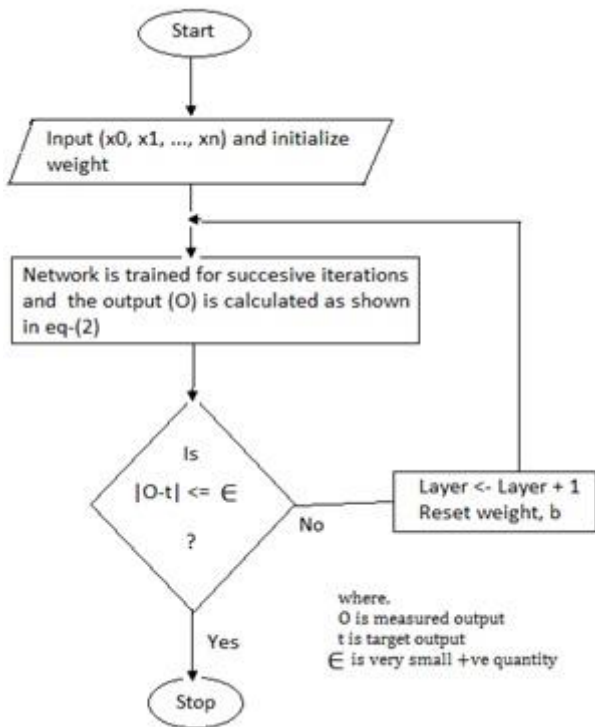 Start
Input (x0, x1, ..., xn) and initialize
weight
Network is trained for succesive iterations
and the output (O) is calculated as shown
in eq-(2)
Is
|O-t| <= ∈
?
No
Layer <- Layer + 1
Reset weight, b
Yes
Stop
where,
O is measured output
t is target output
∈ is very small +ve quantity